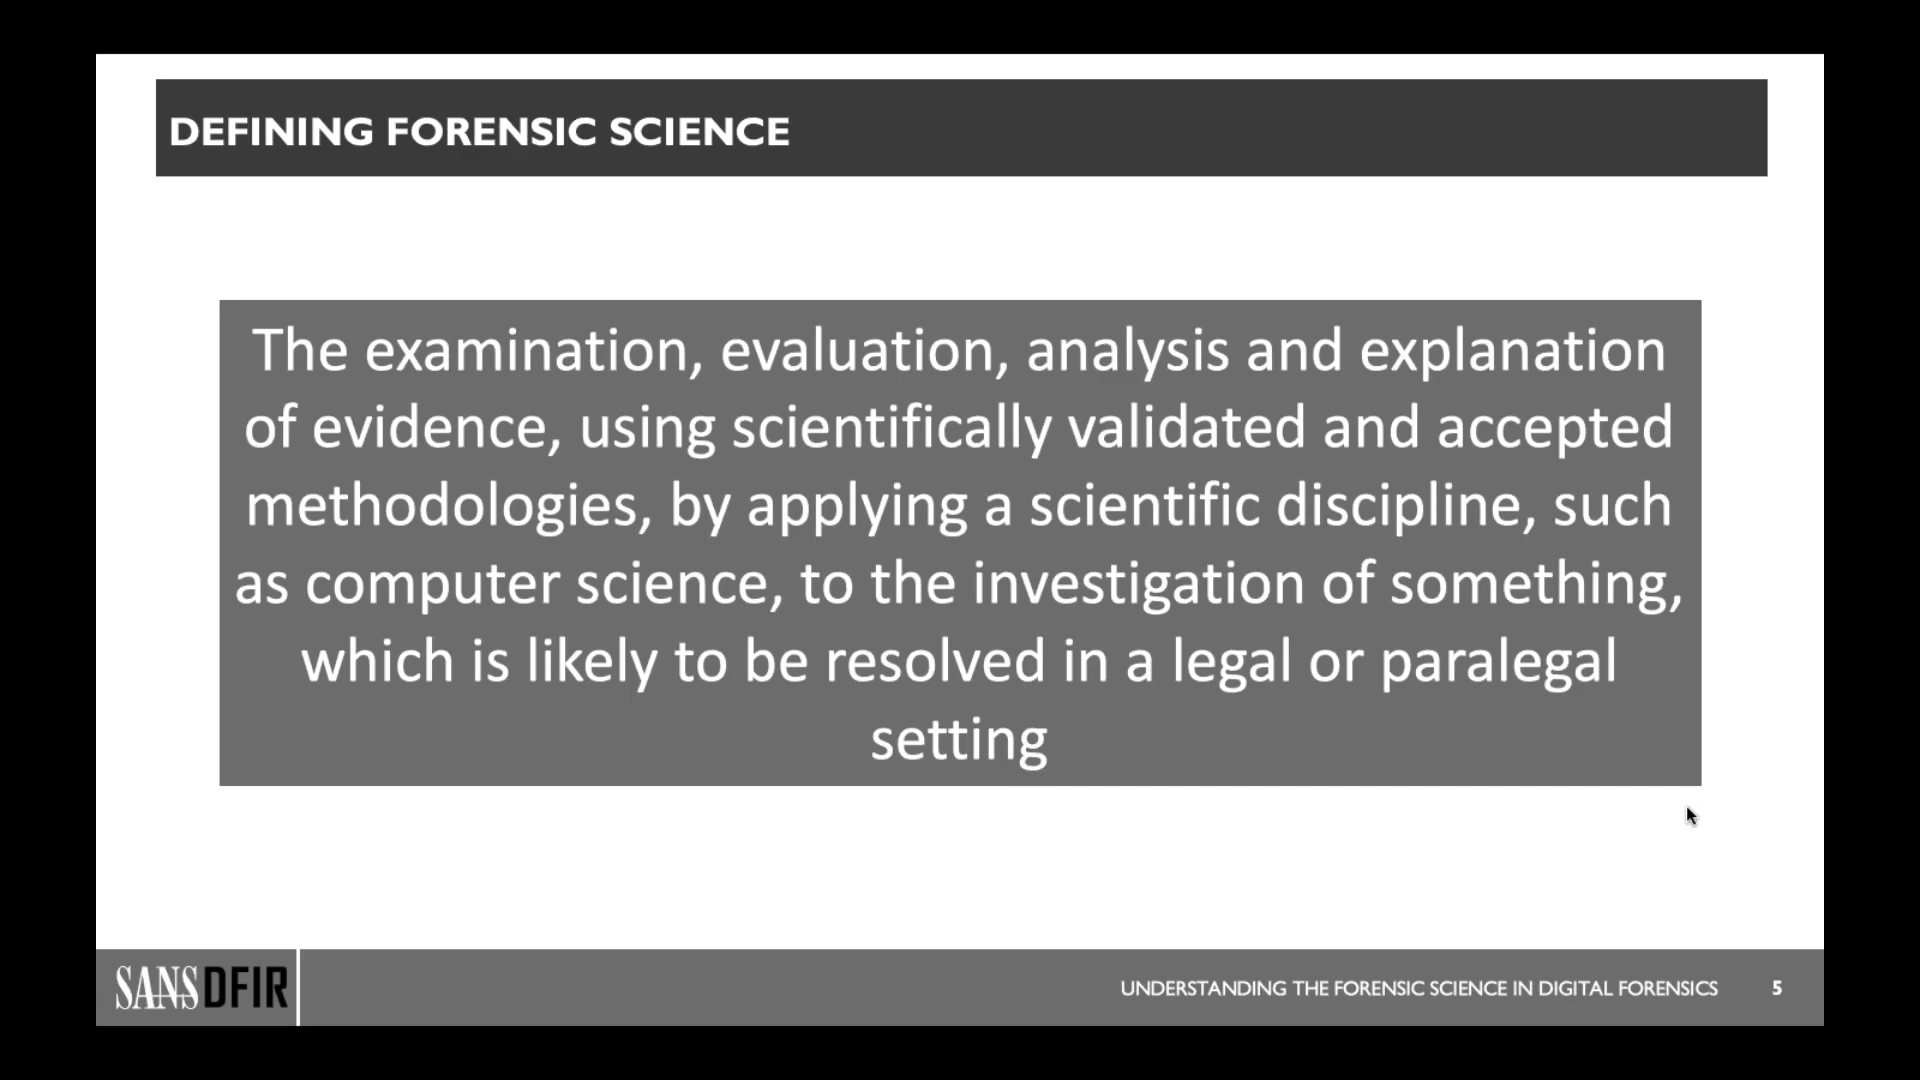 DEFINING FORENSIC SCIENCE
The examination, evaluation, analysis and explanation
of evidence, using scientifically validated and accepted
methodologies, by applying a scientific discipline, such
as computer science, to the investigation of something,
which is likely to be resolved in a legal or paralegal
setting
SANS DFIR
UNDERSTANDING THE FORENSIC SCIENCE IN DIGITAL FORENSICS 5